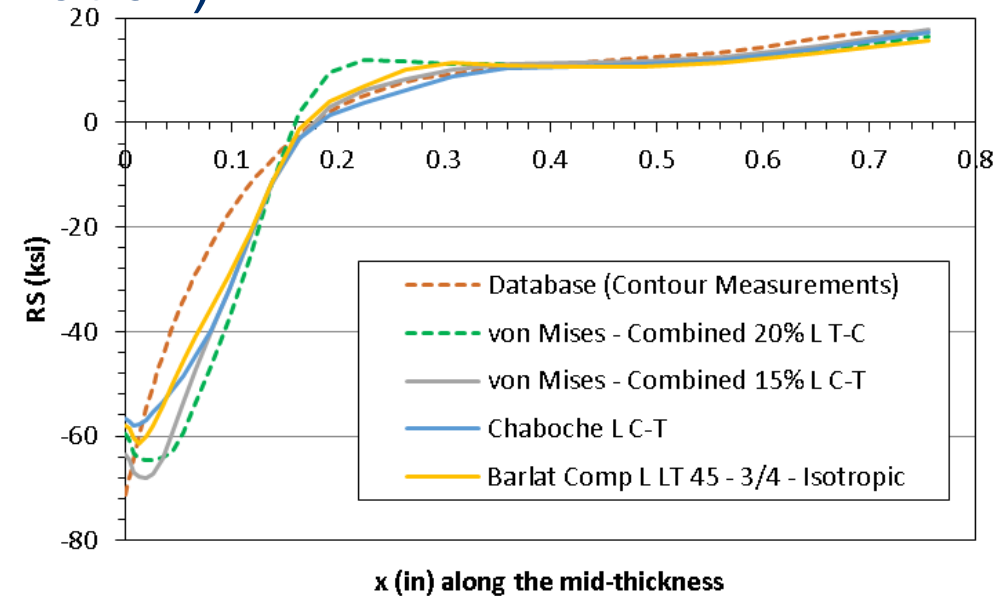 20
0
-20
-40
-60
-80
0 0.1 0.2 0.3 0.4 0.5 0.6 0.7 0.8
RS (ksi)
Database (Contour Measurements)
von Mises - Combined 20% L T-C
von Mises - Combined 15% L C-T
Chaboche L C-T
Barlat Comp L LT 45 - 3/4 - Isotropic
x (in) along the mid-thickness